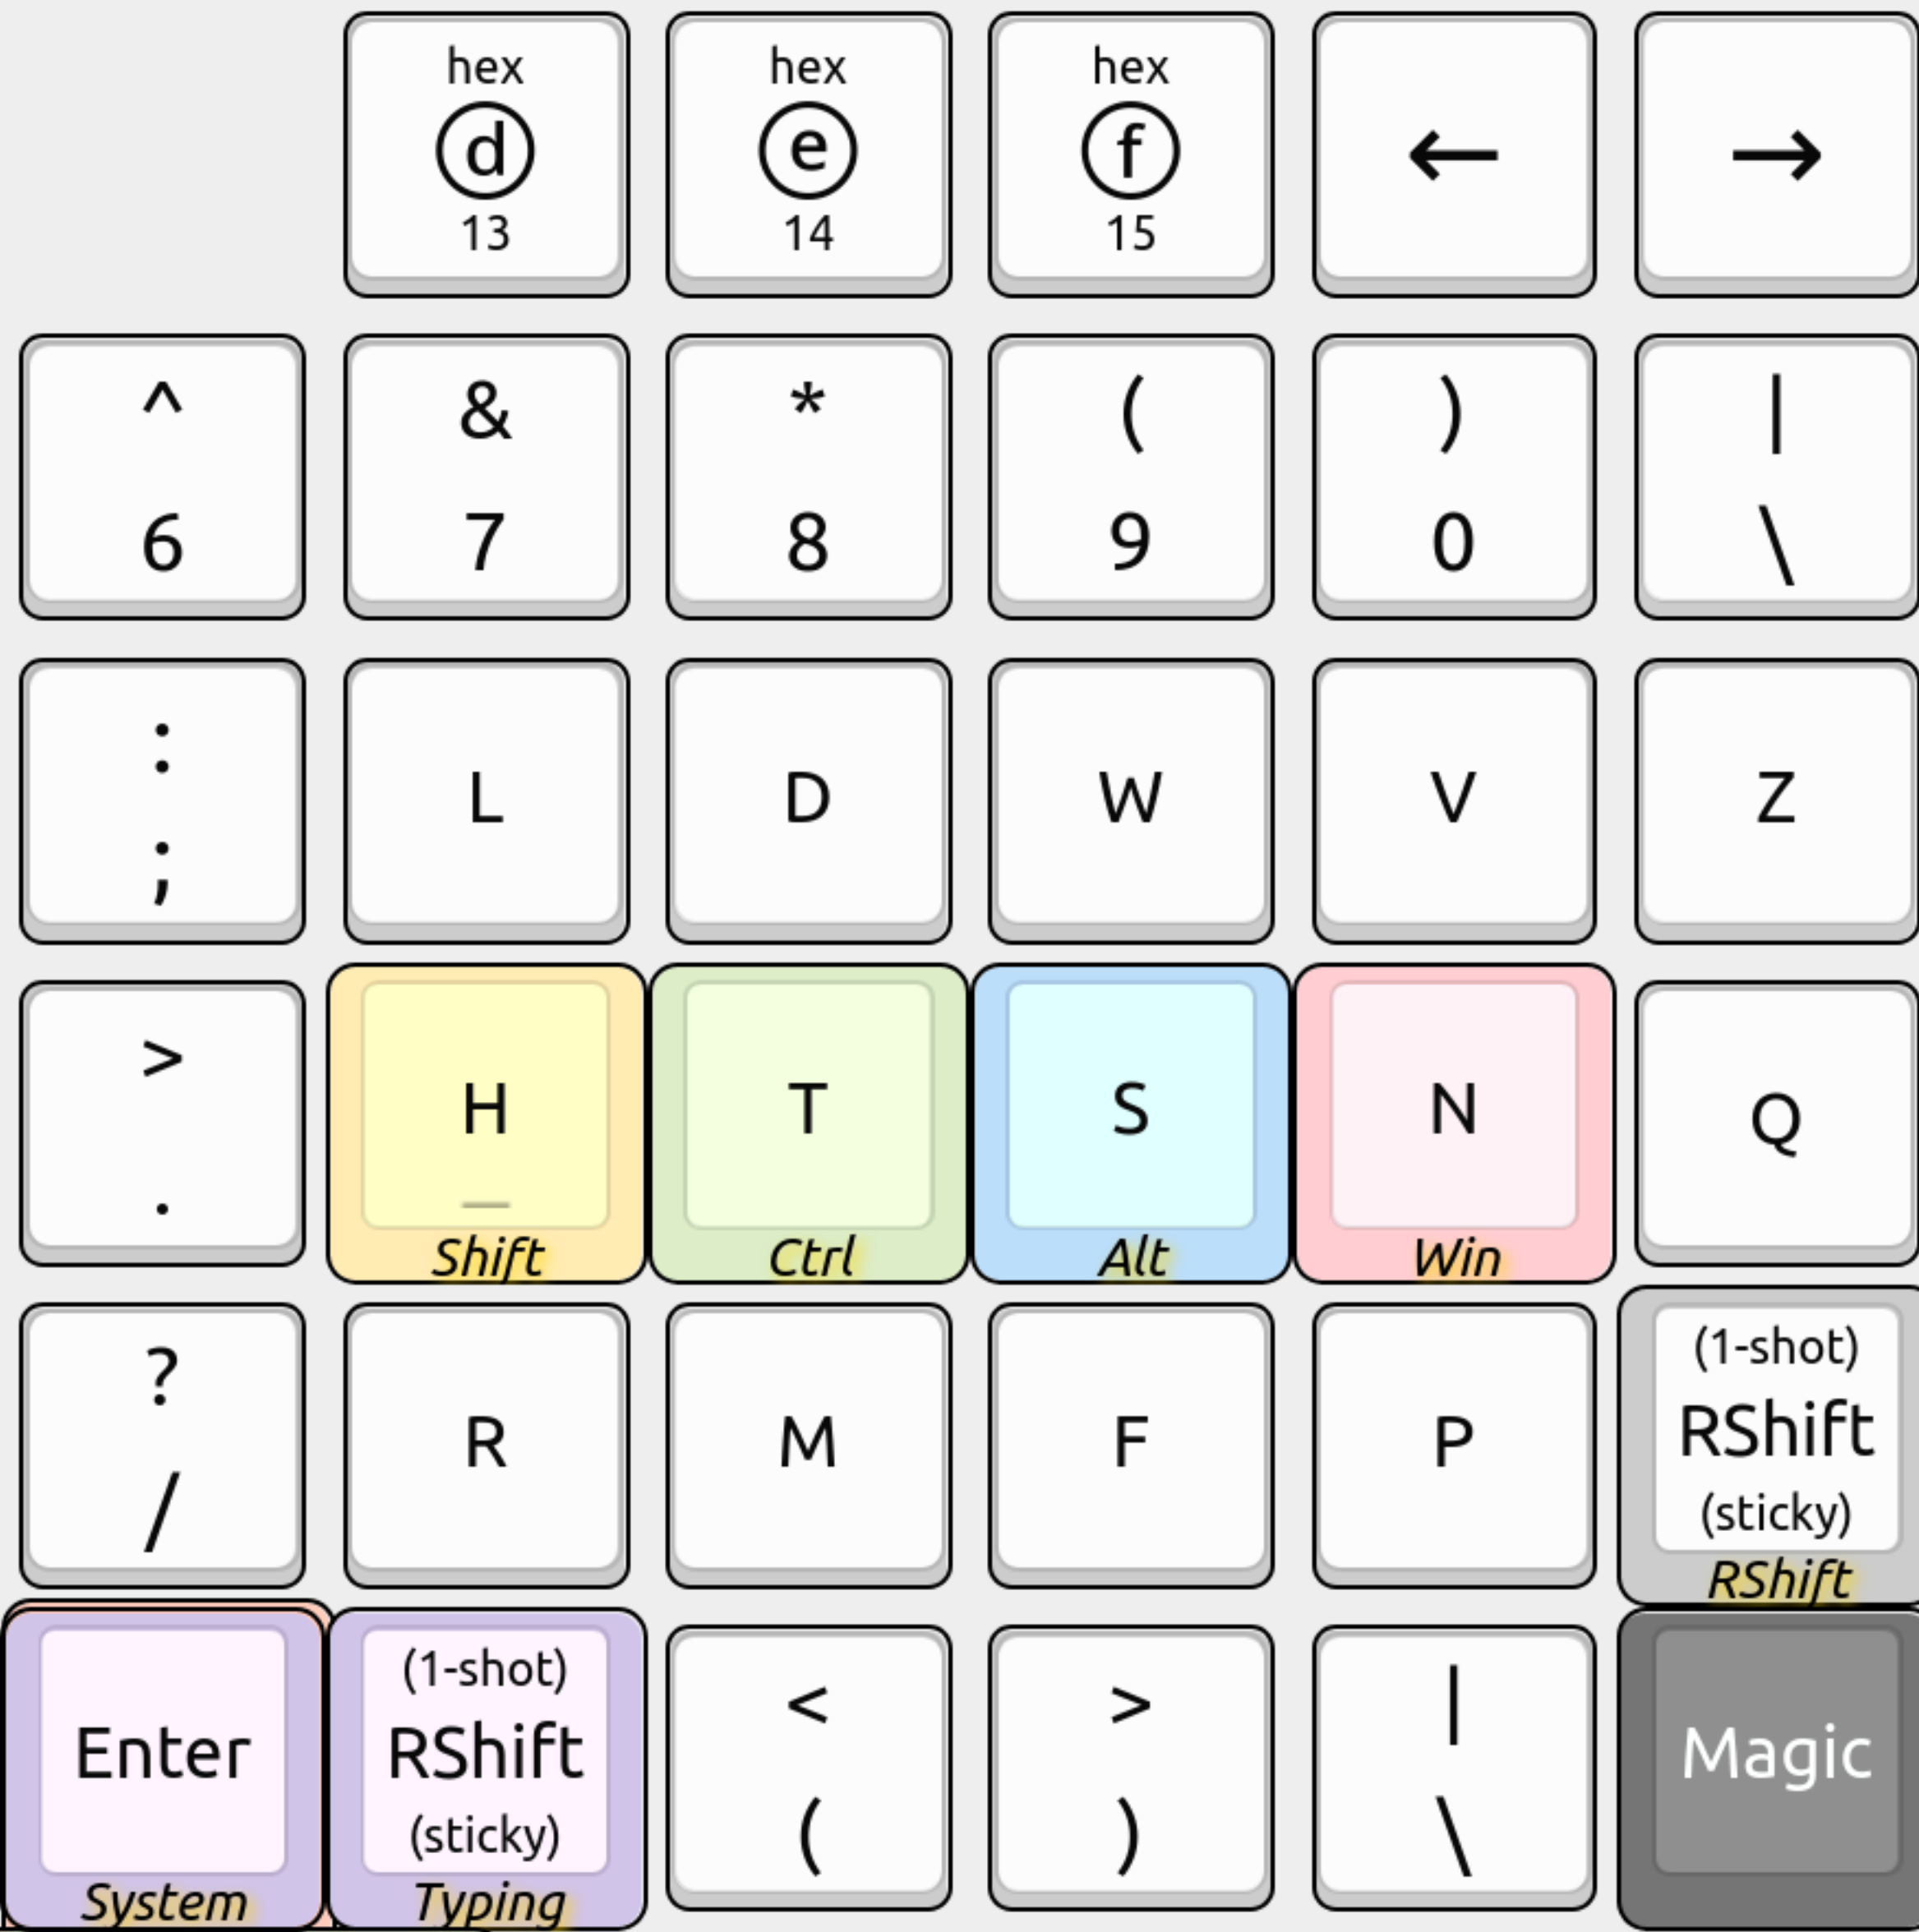 hex hex hex
d e f ← →
13 14 15
^ & * ( ) |
6 7 8 9 0 \
: L D W V Z
;
> H T S N Q
. _
Shift Ctrl Alt Win
? R M F P (1-shot)
/ RShift
(sticky)
RShift
Enter (1-shot) < > | Magic
RShift ( ) \
(sticky)
System Typing